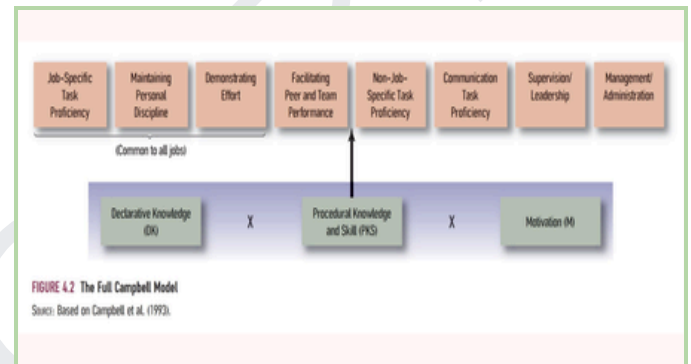 Job-Specific
Task
Proficiency
Maintaining
Personal
Discipline
Demonstrating
Effort
Facilitating
Peer and Team
Performance
Non-Job-
Specific Task
Proficiency
Communication
Task
Proficiency
Supervision/
Leadership
Management/
Administration
(Common to all jobs)
Declarative Knowledge
(DK)
X
Procedural Knowledge
and Skill (PKS)
X
Motivation (M)
FIGURE 4.2 The Full Campbell Model
Source: Based on Campbell et al. (1993).